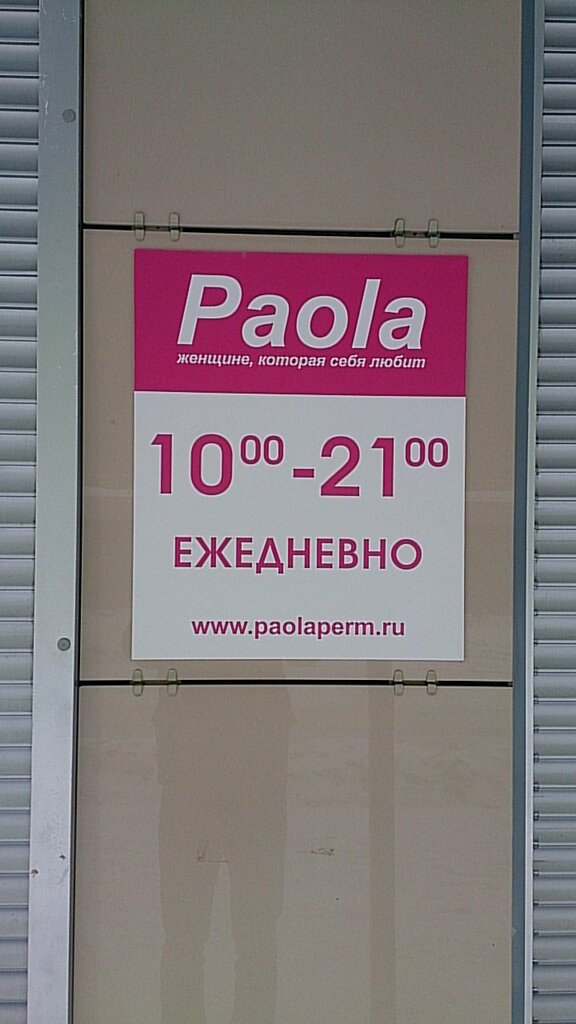 Paola
женщине, которая себя любит
10⁰⁰-21⁰⁰
ЕЖЕДНЕВНО
www.paolaperm.ru